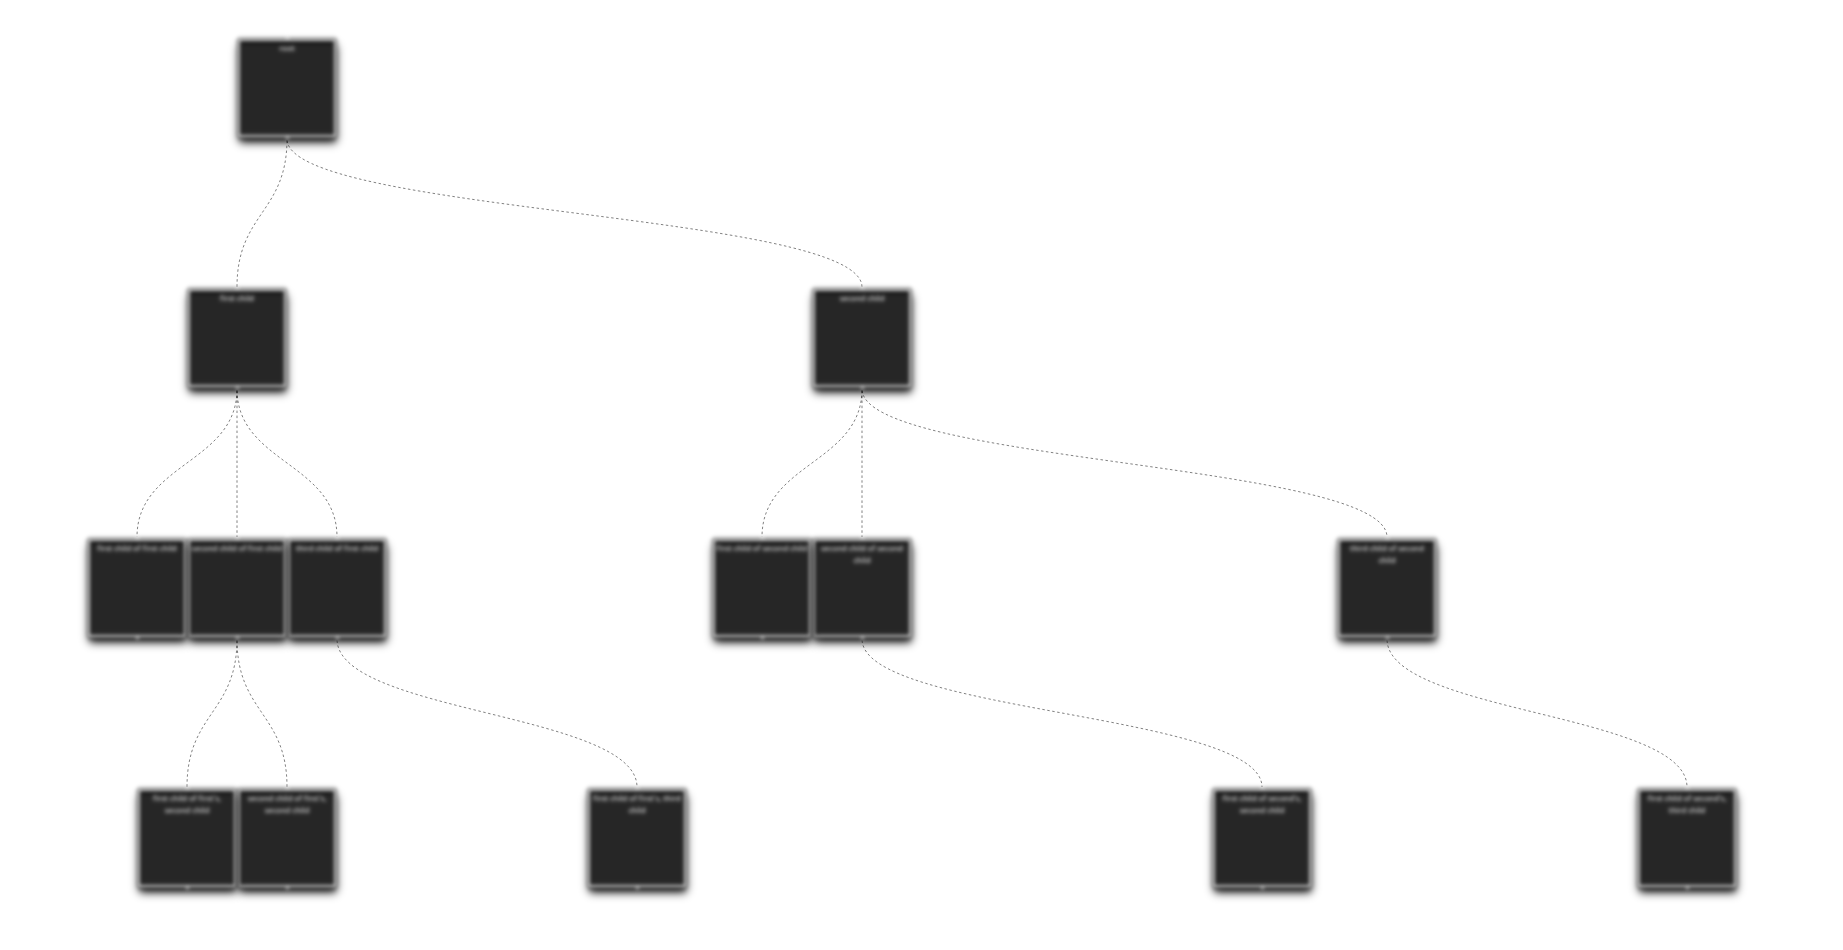 root
first child
second child
first child of first child
second child of first child
third child of first child
first child of second child
second child of second
child
third child of second
child
first child of first's,
second child
second child of first's,
second child
first child of first's, third
child
first child of second's,
second child
first child of second's,
third child